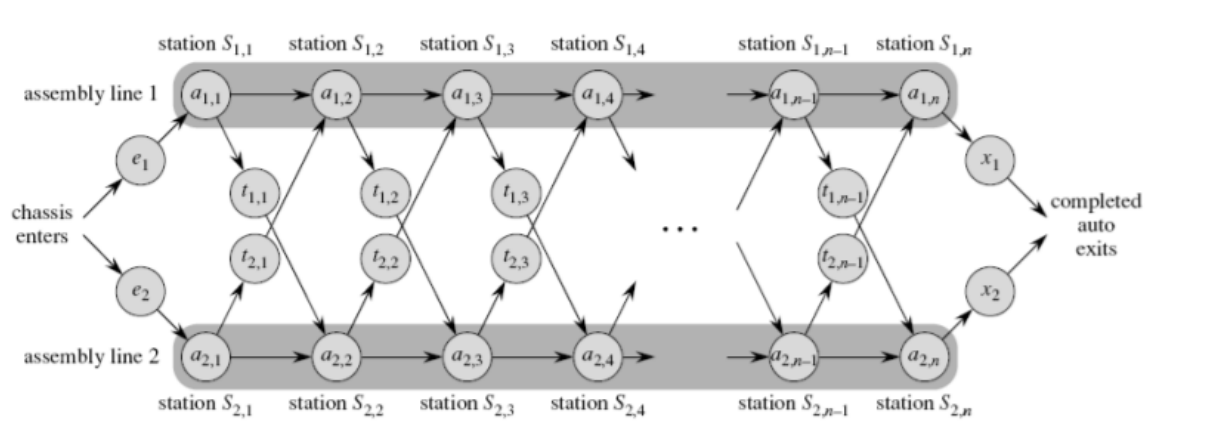 station S1,1 station S1,2 station S1,3 station S1,4 station S1,n–1 station S1,n
assembly line 1 a1,1 a1,2 a1,3 a1,4 a1,n–1 a1,n
e1 x1
t1,1 t1,2 t1,3 t1,n–1
chassis
enters
...
completed
auto
exits
t2,1 t2,2 t2,3 t2,n–1
e2 x2
assembly line 2 a2,1 a2,2 a2,3 a2,4 a2,n–1 a2,n
station S2,1 station S2,2 station S2,3 station S2,4 station S2,n–1 station S2,n